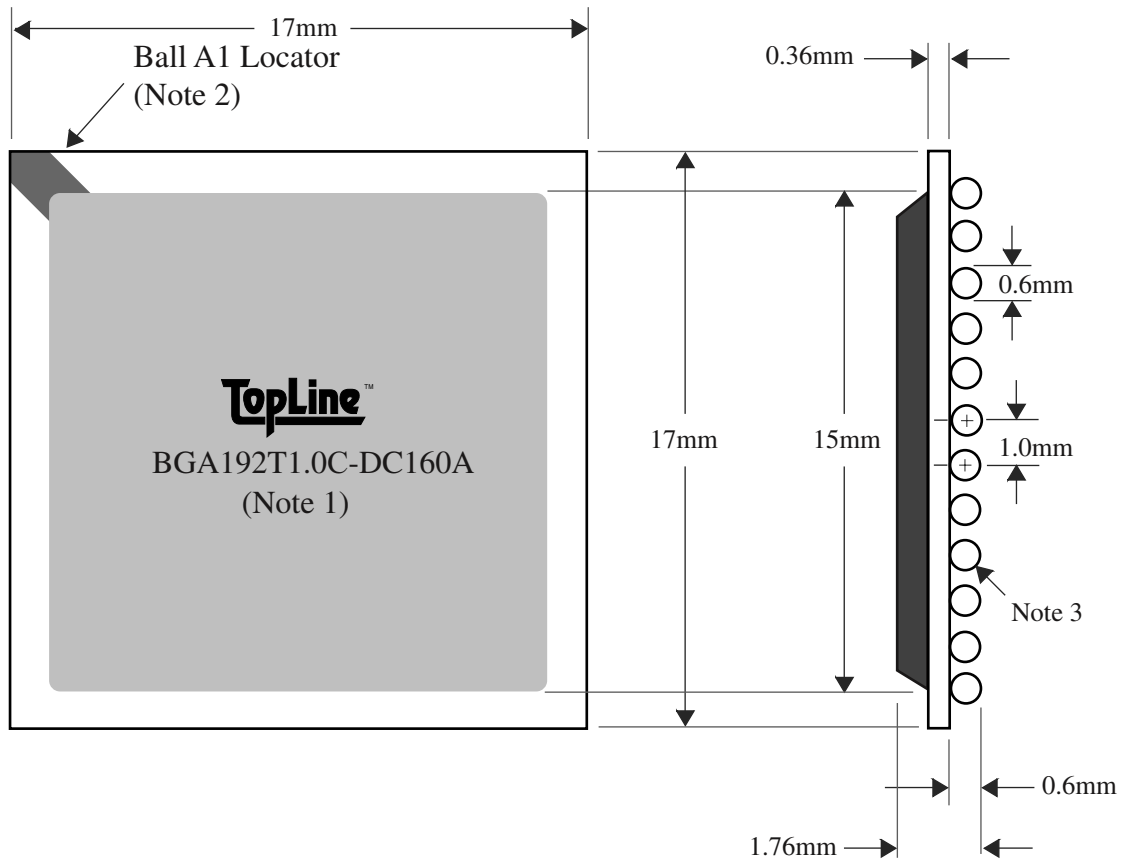 17mm
Ball A1 Locator
(Note 2)
0.36mm
0.6mm
1.0mm
17mm
15mm
TopLine™
BGA192T1.0C-DC160A
(Note 1)
Note 3
0.6mm
1.76mm